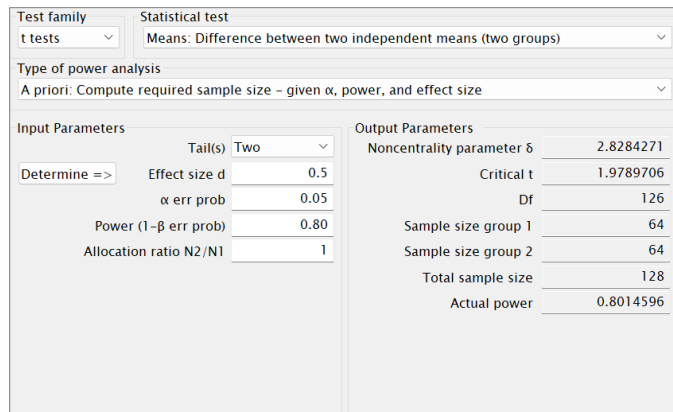 Test family Statistical test
t tests Means: Difference between two independent means (two groups)
Type of power analysis
A priori: Compute required sample size – given α, power, and effect size
Input Parameters Output Parameters
Tail(s) Two Noncentrality parameter δ 2.8284271
Determine => Effect size d 0.5 Critical t 1.9789706
α err prob 0.05 Df 126
Power (1-β err prob) 0.80 Sample size group 1 64
Allocation ratio N2/N1 1 Sample size group 2 64
Total sample size 128
Actual power 0.8014596